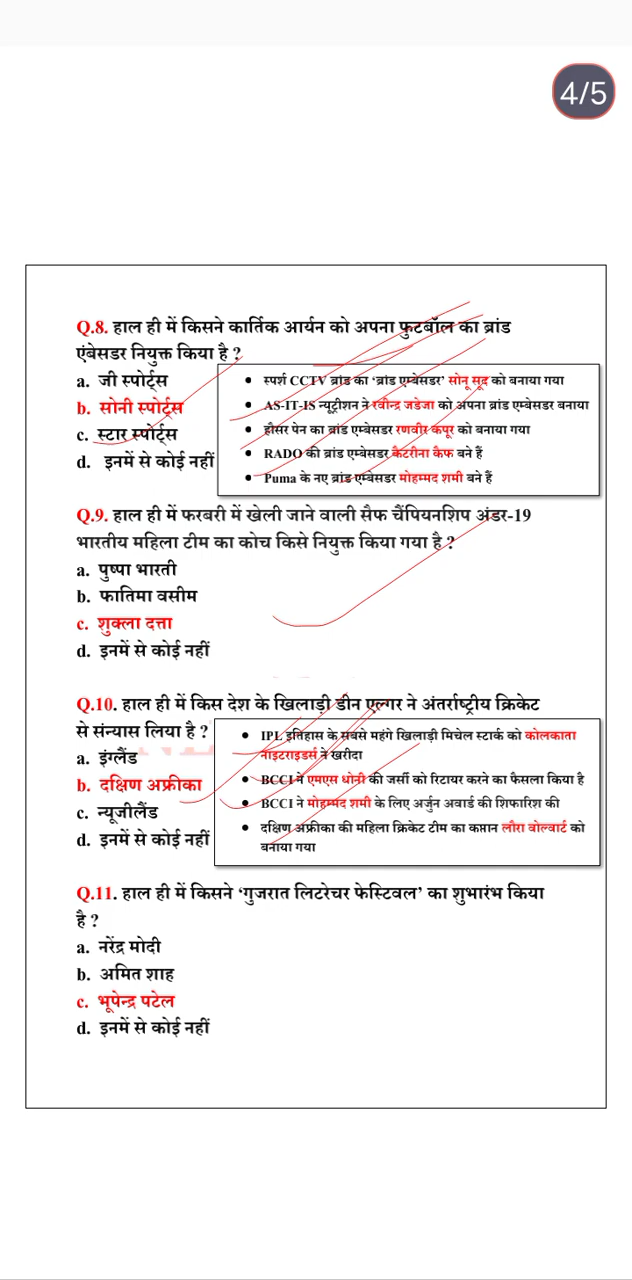 4/5
Q.8. हाल ही में किसने कार्तिक आर्यन को अपना फुटबॉल का ब्रांड
एंबेसडर नियुक्त किया है ?
a. जी स्पोर्ट्स
b. सोनी स्पोर्ट्स
c. स्टार स्पोर्ट्स
d. इनमें से कोई नहीं
• स्पर्श CCTV ब्रांड का ‘ब्रांड एम्बेसडर’ सोनू सूद को बनाया गया
• AS-IT-IS न्यूट्रीशन ने रवीन्द्र जडेजा को अपना ब्रांड एम्बेसडर बनाया
• हौसर पेन का ब्रांड एम्बेसडर रणवीर कपूर को बनाया गया
• RADO की ब्रांड एम्बेसडर कैटरीना कैफ बने हैं
• Puma के नए ब्रांड एम्बेसडर मोहम्मद शमी बने हैं
Q.9. हाल ही में फरबरी में खेली जाने वाली सैफ चैंपियनशिप अंडर-19
भारतीय महिला टीम का कोच किसे नियुक्त किया गया है ?
a. पुष्पा भारती
b. फातिमा वसीम
c. शुक्ला दत्ता
d. इनमें से कोई नहीं
Q.10. हाल ही में किस देश के खिलाड़ी डीन एल्गर ने अंतर्राष्ट्रीय क्रिकेट
से संन्यास लिया है ?
a. इंग्लैंड
b. दक्षिण अफ्रीका
c. न्यूजीलैंड
d. इनमें से कोई नहीं
• IPL इतिहास के सबसे महंगे खिलाड़ी मिचेल स्टार्क को कोलकाता
नाइटराइडर्स ने खरीदा
• BCCI ने एमएस धोनी की जर्सी को रिटायर करने का फैसला किया है
• BCCI ने मोहम्मद शमी के लिए अर्जुन अवार्ड की शिफारिश की
• दक्षिण अफ्रीका की महिला क्रिकेट टीम का कप्तान लौरा वोल्वार्ट को
बनाया गया
Q.11. हाल ही में किसने ‘गुजरात लिटरेचर फेस्टिवल’ का शुभारंभ किया
है ?
a. नरेंद्र मोदी
b. अमित शाह
c. भूपेन्द्र पटेल
d. इनमें से कोई नहीं